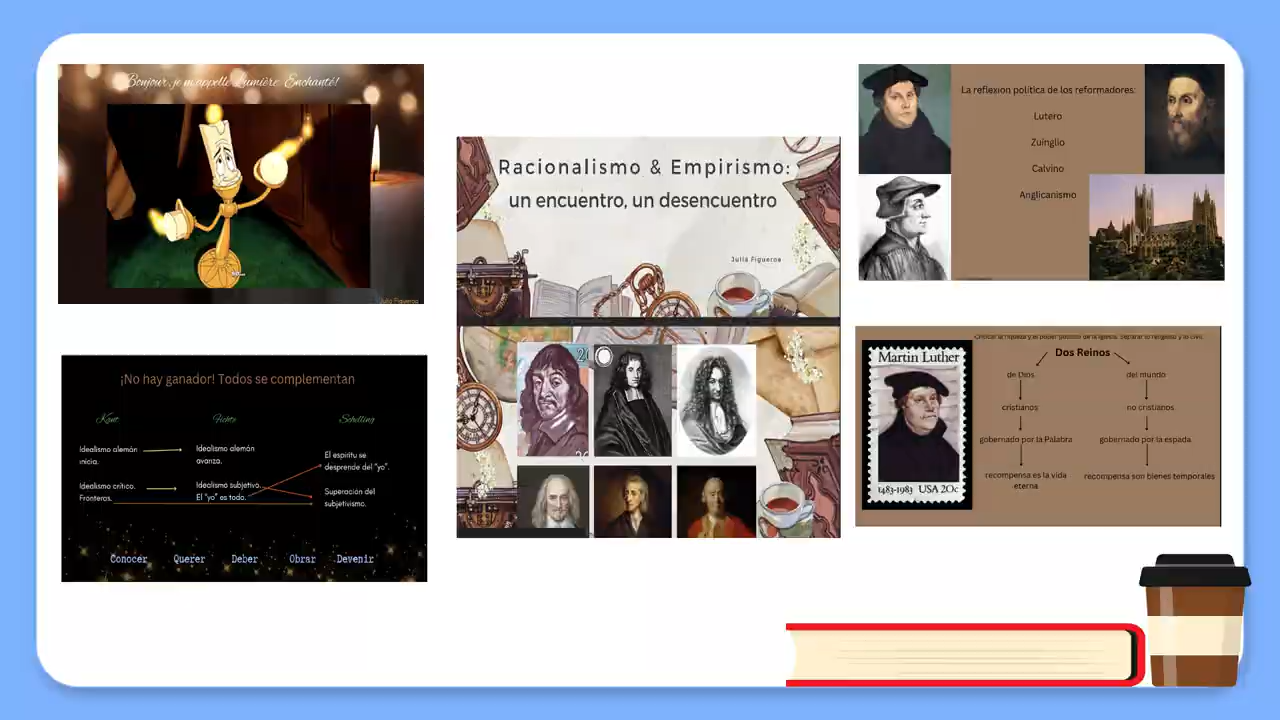 Bonjour, je m'appelle Lumière. Enchanté!
Julia Figueroa
¡No hay ganador! Todos se complementan
Kant
Fichte
Schilling
Idealismo alemán
inicia.
Idealismo alemán
avanza.
El espíritu se
desprende del "yo".
Idealismo crítico.
Fronteras.
Idealismo subjetivo.
El "yo" es todo.
Superación del
subjetivismo.
Conocer Querer Deber Obrar Devenir
Racionalismo & Empirismo:
un encuentro, un desencuentro
Julia Figueroa
La reflexión política de los reformadores:
Lutero
Zuinglio
Calvino
Anglicanismo
Martin Luther
1483-1983 USA 20c
Dos Reinos
de Dios
del mundo
cristianos
no cristianos
gobernado por la Palabra
gobernado por la espada
recompensa es la vida
eterna
recompensa son bienes temporales